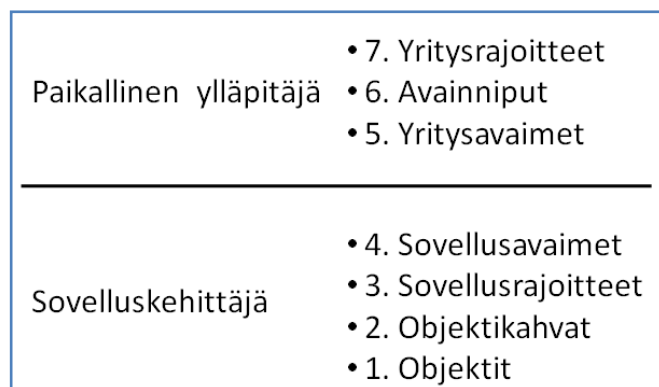 • 7. Yritysrajoitteet
Paikallinen ylläpitäjä • 6. Avainniput
• 5. Yritysavaimet
• 4. Sovellusavaimet
• 3. Sovellusrajoitteet
Sovelluskehittäjä
• 2. Objektikahvat
• 1. Objektit